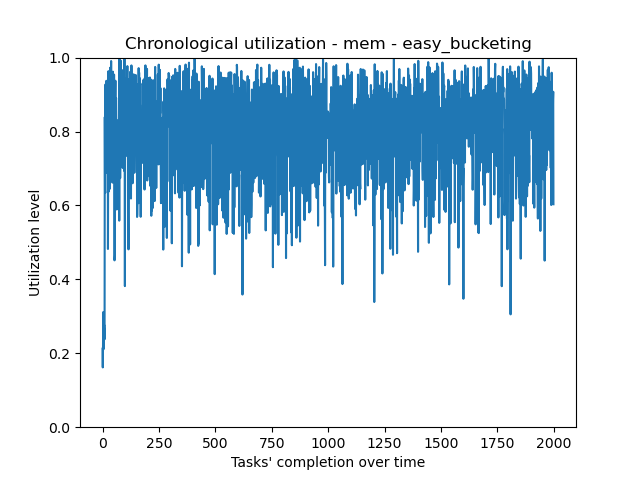 Chronological utilization - mem - easy_bucketing
1.0
0.8
0.6
0.4
0.2
0.0
Utilization level
0 250 500 750 1000 1250 1500 1750 2000
Tasks' completion over time